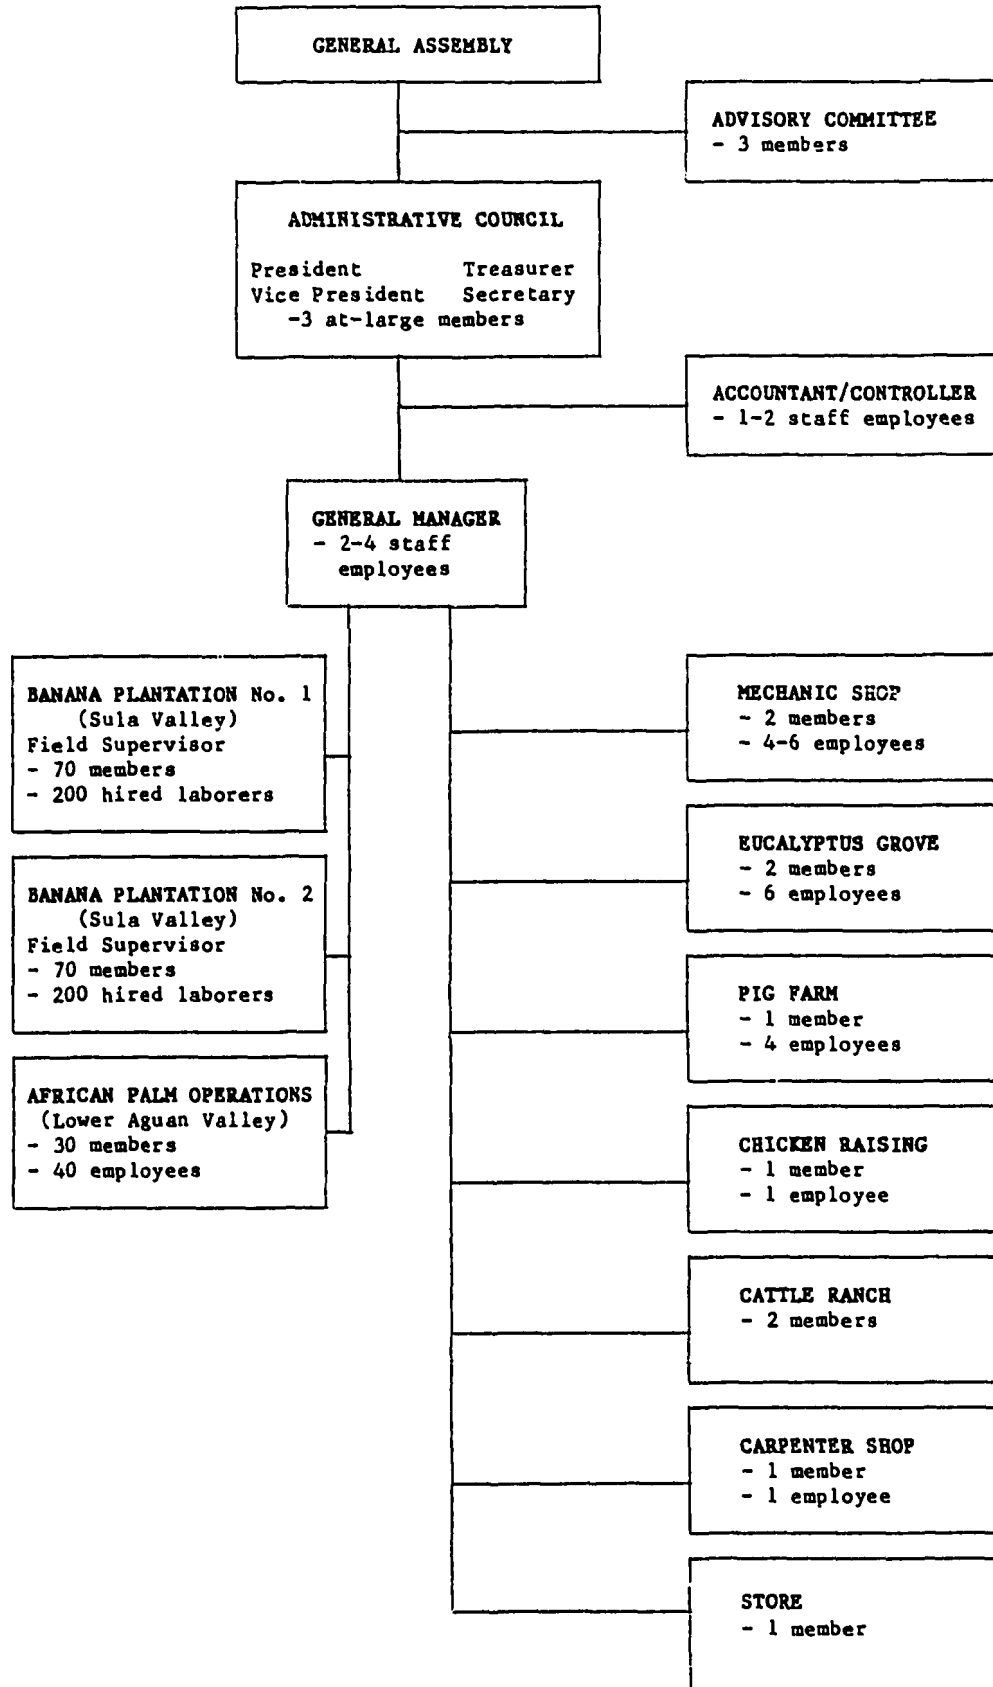 GENERAL ASSEMBLY
ADVISORY COMMITTEE
- 3 members
ADMINISTRATIVE COUNCIL
President Treasurer
Vice President Secretary
-3 at-large members
ACCOUNTANT/CONTROLLER
- 1-2 staff employees
GENERAL MANAGER
- 2-4 staff
employees
BANANA PLANTATION No. 1
(Sula Valley)
Field Supervisor
- 70 members
- 200 hired laborers
BANANA PLANTATION No. 2
(Sula Valley)
Field Supervisor
- 70 members
- 200 hired laborers
AFRICAN PALM OPERATIONS
(Lower Aguan Valley)
- 30 members
- 40 employees
MECHANIC SHOP
- 2 members
- 4-6 employees
EUCALYPTUS GROVE
- 2 members
- 6 employees
PIG FARM
- 1 member
- 4 employees
CHICKEN RAISING
- 1 member
- 1 employee
CATTLE RANCH
- 2 members
CARPENTER SHOP
- 1 member
- 1 employee
STORE
- 1 member